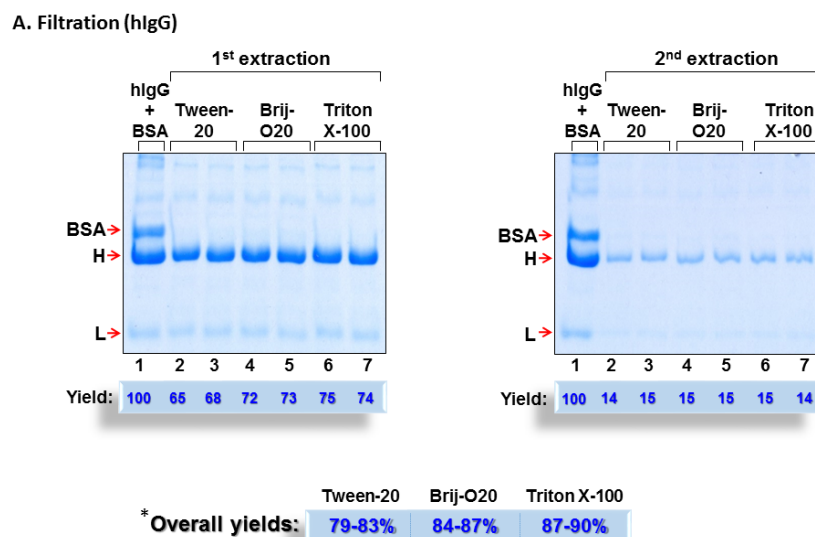 A. Filtration (hIgG)
1st extraction
hIgG
+
BSA
Tween-
20
Brij-
O20
Triton
X-100
BSA
H
L
1 2 3 4 5 6 7
Yield: 100 65 68 72 73 75 74
2nd extraction
hIgG
+
BSA
Tween-
20
Brij-
O20
Triton
X-100
BSA
H
L
1 2 3 4 5 6 7
Yield: 100 14 15 15 15 15 14
Tween-20 Brij-O20 Triton X-100
*Overall yields: 79-83% 84-87% 87-90%